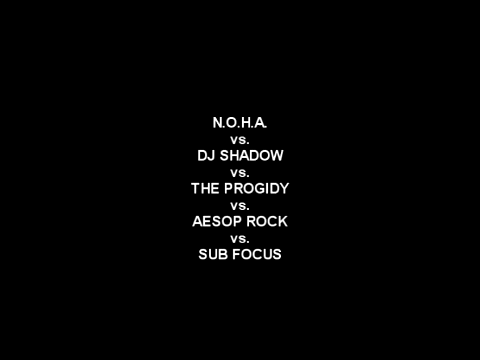 N.O.H.A.
vs.
DJ SHADOW
vs.
THE PROGIDY
vs.
AESOP ROCK
vs.
SUB FOCUS